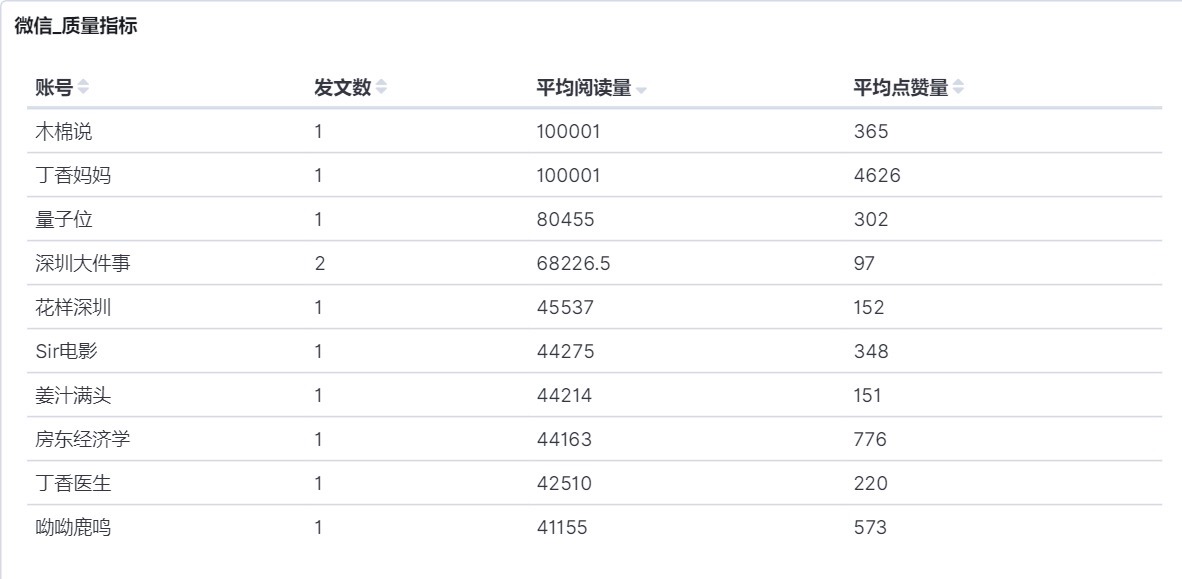 微信_质量指标
账号 发文数 平均阅读量 平均点赞量
木棉说 1 100001 365
丁香妈妈 1 100001 4626
量子位 1 80455 302
深圳大件事 2 68226.5 97
花样深圳 1 45537 152
Sir电影 1 44275 348
姜汁满头 1 44214 151
房东经济学 1 44163 776
丁香医生 1 42510 220
呦呦鹿鸣 1 41155 573